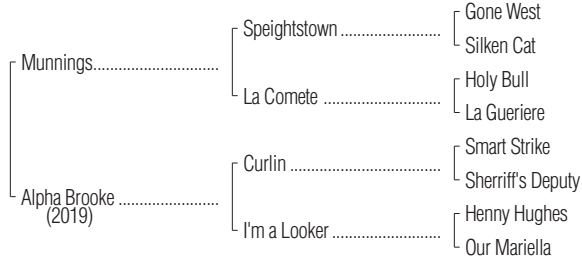 Gone West
Speightstown
Silken Cat
Munnings
Holy Bull
La Comete
La Gueriere
Smart Strike
Curlin
Sherriff's Deputy
Alpha Brooke
(2019)
Henny Hughes
I'm a Looker
Our Mariella